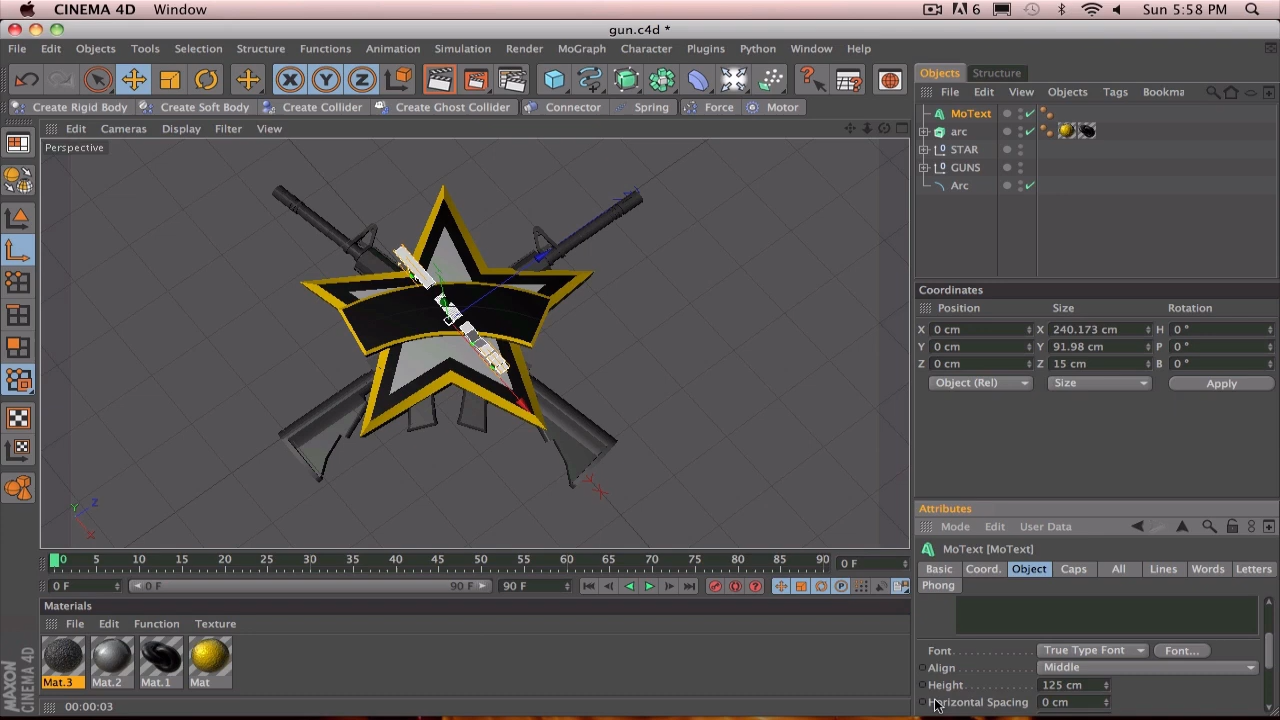 CINEMA 4D Window 6 Sun 5:58 PM
gun.c4d *
File Edit Objects Tools Selection Structure Functions Animation Simulation Render MoGraph Character Plugins Python Window Help
X Y Z
Create Rigid Body Create Soft Body Create Collider Create Ghost Collider Connector Spring Force Motor
Edit Cameras Display Filter View
Perspective
Y Z X
0 5 10 15 20 25 30 35 40 45 50 55 60 65 70 75 80 85 90 0 F
0 F 0 F 90 F 90 F
Materials
File Edit Function Texture
Mat.3 Mat.2 Mat.1 Mat
00:00:03
MAXON CINEMA 4D
Objects Structure
File Edit View Objects Tags Bookma
MoText
arc
STAR
GUNS
Arc
Coordinates
Position Size Rotation
X 0 cm X 240.173 cm H 0 °
Y 0 cm Y 91.98 cm P 0 °
Z 0 cm Z 15 cm B 0 °
Object (Rel) Size Apply
Attributes
Mode Edit User Data
MoText [MoText]
Basic Coord. Object Caps All Lines Words Letters
Phong
Font True Type Font Font...
Align Middle
Height 125 cm
Horizontal Spacing 0 cm